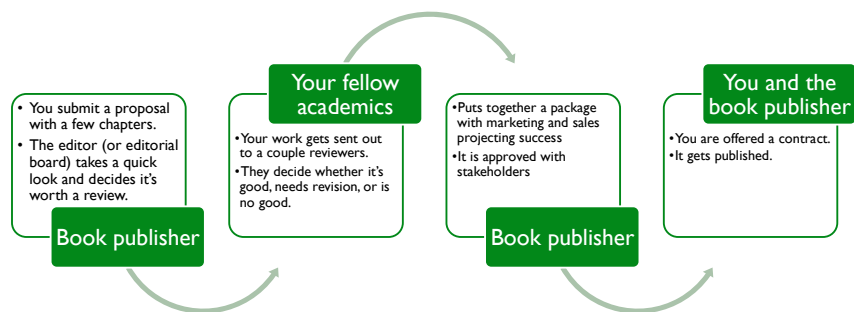 • You submit a proposal
with a few chapters.
• The editor (or editorial
board) takes a quick
look and decides it's
worth a review.
Book publisher
Your fellow
academics
•Your work gets sent out
to a couple reviewers.
•They decide whether it's
good, needs revision, or is
no good.
•Puts together a package
with marketing and sales
projecting success
•It is approved with
stakeholders
Book publisher
You and the
book publisher
•You are offered a contract.
•It gets published.